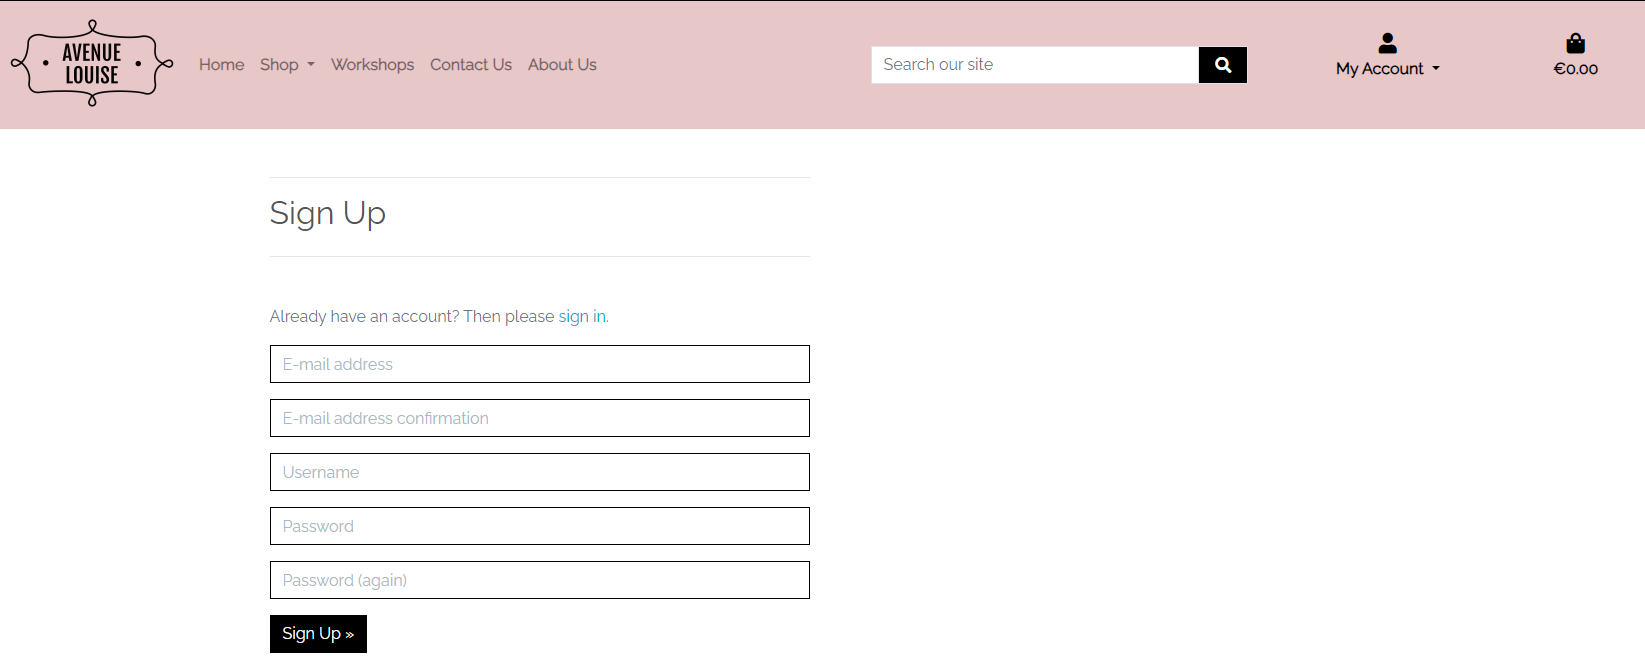 AVENUE
LOUISE
Home Shop Workshops Contact Us About Us
Search our site
My Account
€0.00
Sign Up
Already have an account? Then please sign in.
E-mail address
E-mail address confirmation
Username
Password
Password (again)
Sign Up »